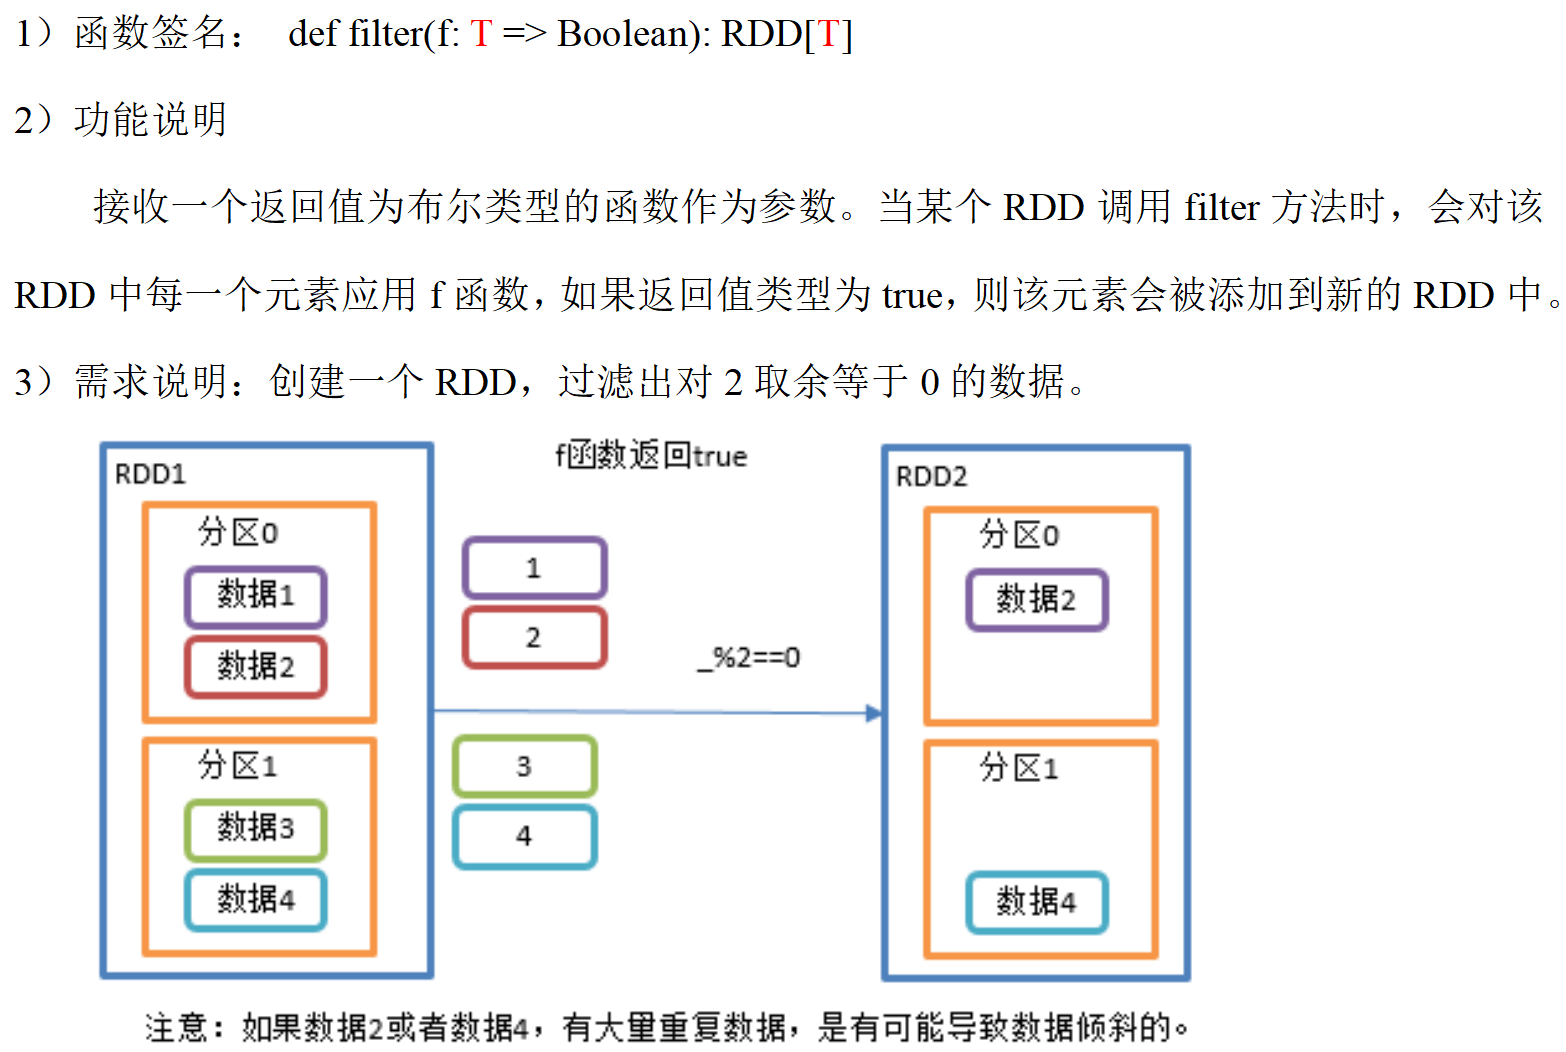 1）函数签名： def filter(f: T => Boolean): RDD[T]
2）功能说明
接收一个返回值为布尔类型的函数作为参数。当某个 RDD 调用 filter 方法时，会对该
RDD 中每一个元素应用 f 函数，如果返回值类型为 true，则该元素会被添加到新的 RDD 中。
3）需求说明：创建一个 RDD，过滤出对 2 取余等于 0 的数据。
RDD1
分区0
数据1
数据2
分区1
数据3
数据4
f函数返回true
1
2
_%2==0
3
4
RDD2
分区0
数据2
分区1
数据4
注意：如果数据2或者数据4，有大量重复数据，是有可能导致数据倾斜的。